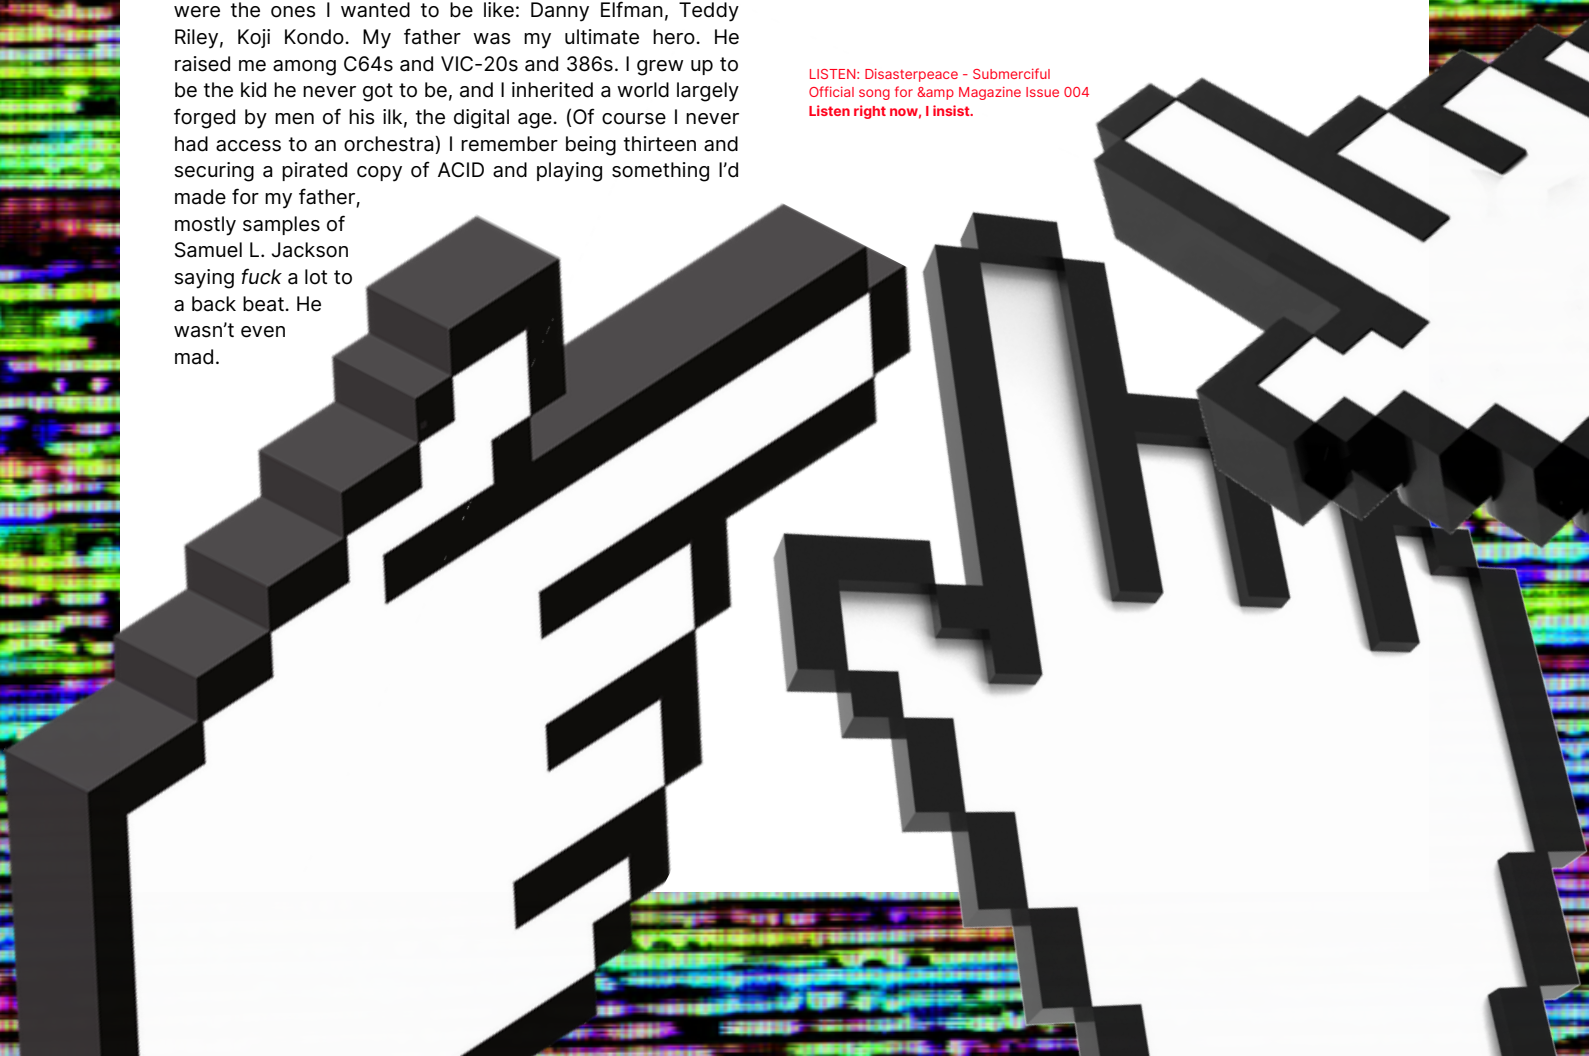 were the ones I wanted to be like: Danny Elfman, Teddy
Riley, Koji Kondo. My father was my ultimate hero. He
raised me among C64s and VIC-20s and 386s. I grew up to
be the kid he never got to be, and I inherited a world largely
forged by men of his ilk, the digital age. (Of course I never
had access to an orchestra) I remember being thirteen and
securing a pirated copy of ACID and playing something I’d
made for my father,
mostly samples of
Samuel L. Jackson
saying fuck a lot to
a back beat. He
wasn’t even
mad.
LISTEN: Disasterpeace - Submerciful
Official song for &amp Magazine Issue 004
Listen right now, I insist.